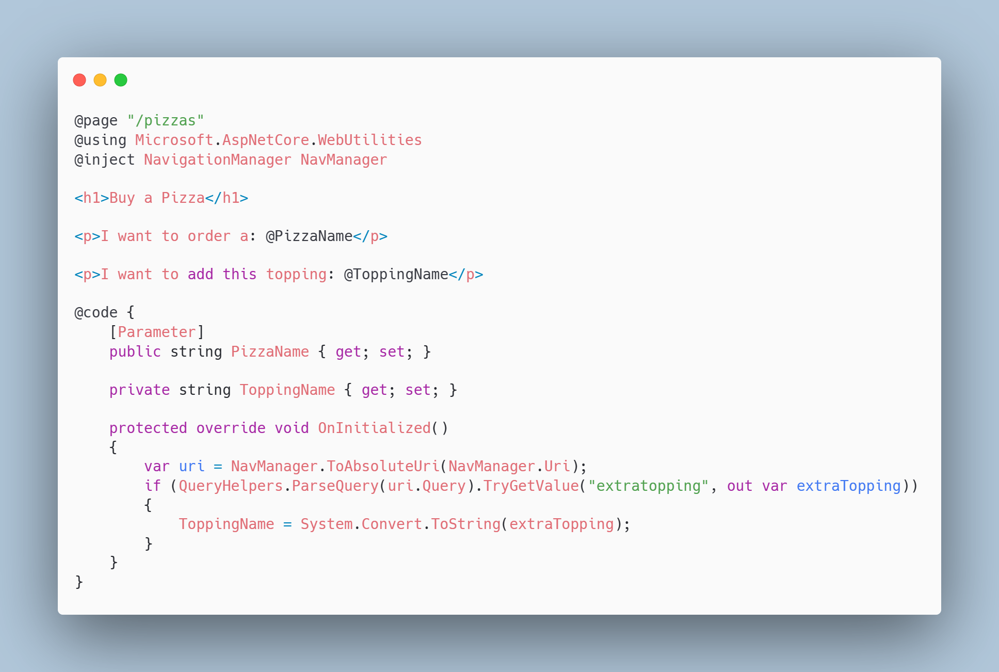 @page "/pizzas"
@using Microsoft.AspNetCore.WebUtilities
@inject NavigationManager NavManager

<h1>Buy a Pizza</h1>

<p>I want to order a: @PizzaName</p>

<p>I want to add this topping: @ToppingName</p>

@code {
    [Parameter]
    public string PizzaName { get; set; }

    private string ToppingName { get; set; }

    protected override void OnInitialized()
    {
        var uri = NavManager.ToAbsoluteUri(NavManager.Uri);
        if (QueryHelpers.ParseQuery(uri.Query).TryGetValue("extratopping", out var extraTopping))
        {
            ToppingName = System.Convert.ToString(extraTopping);
        }
    }
}